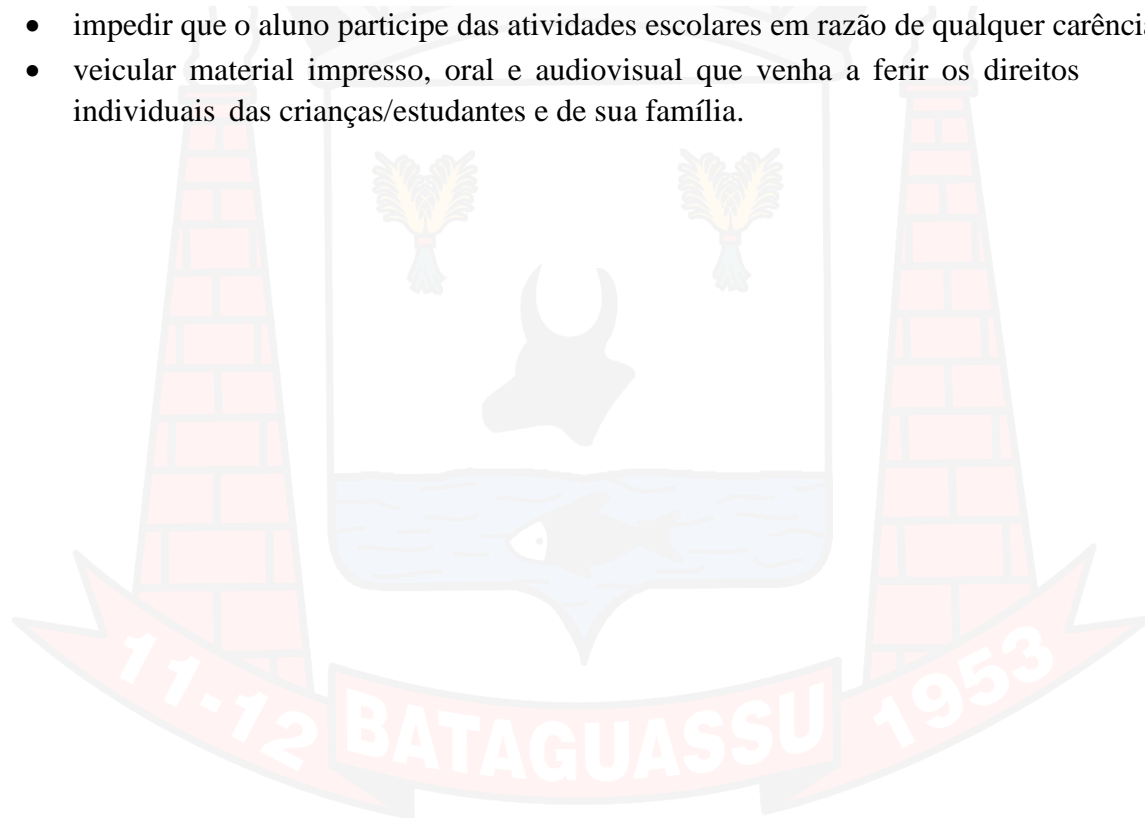 • impedir que o aluno participe das atividades escolares em razão de qualquer carência
• veicular material impresso, oral e audiovisual que venha a ferir os direitos
individuais das crianças/estudantes e de sua família.
11-12 BATAGUASSU 1953